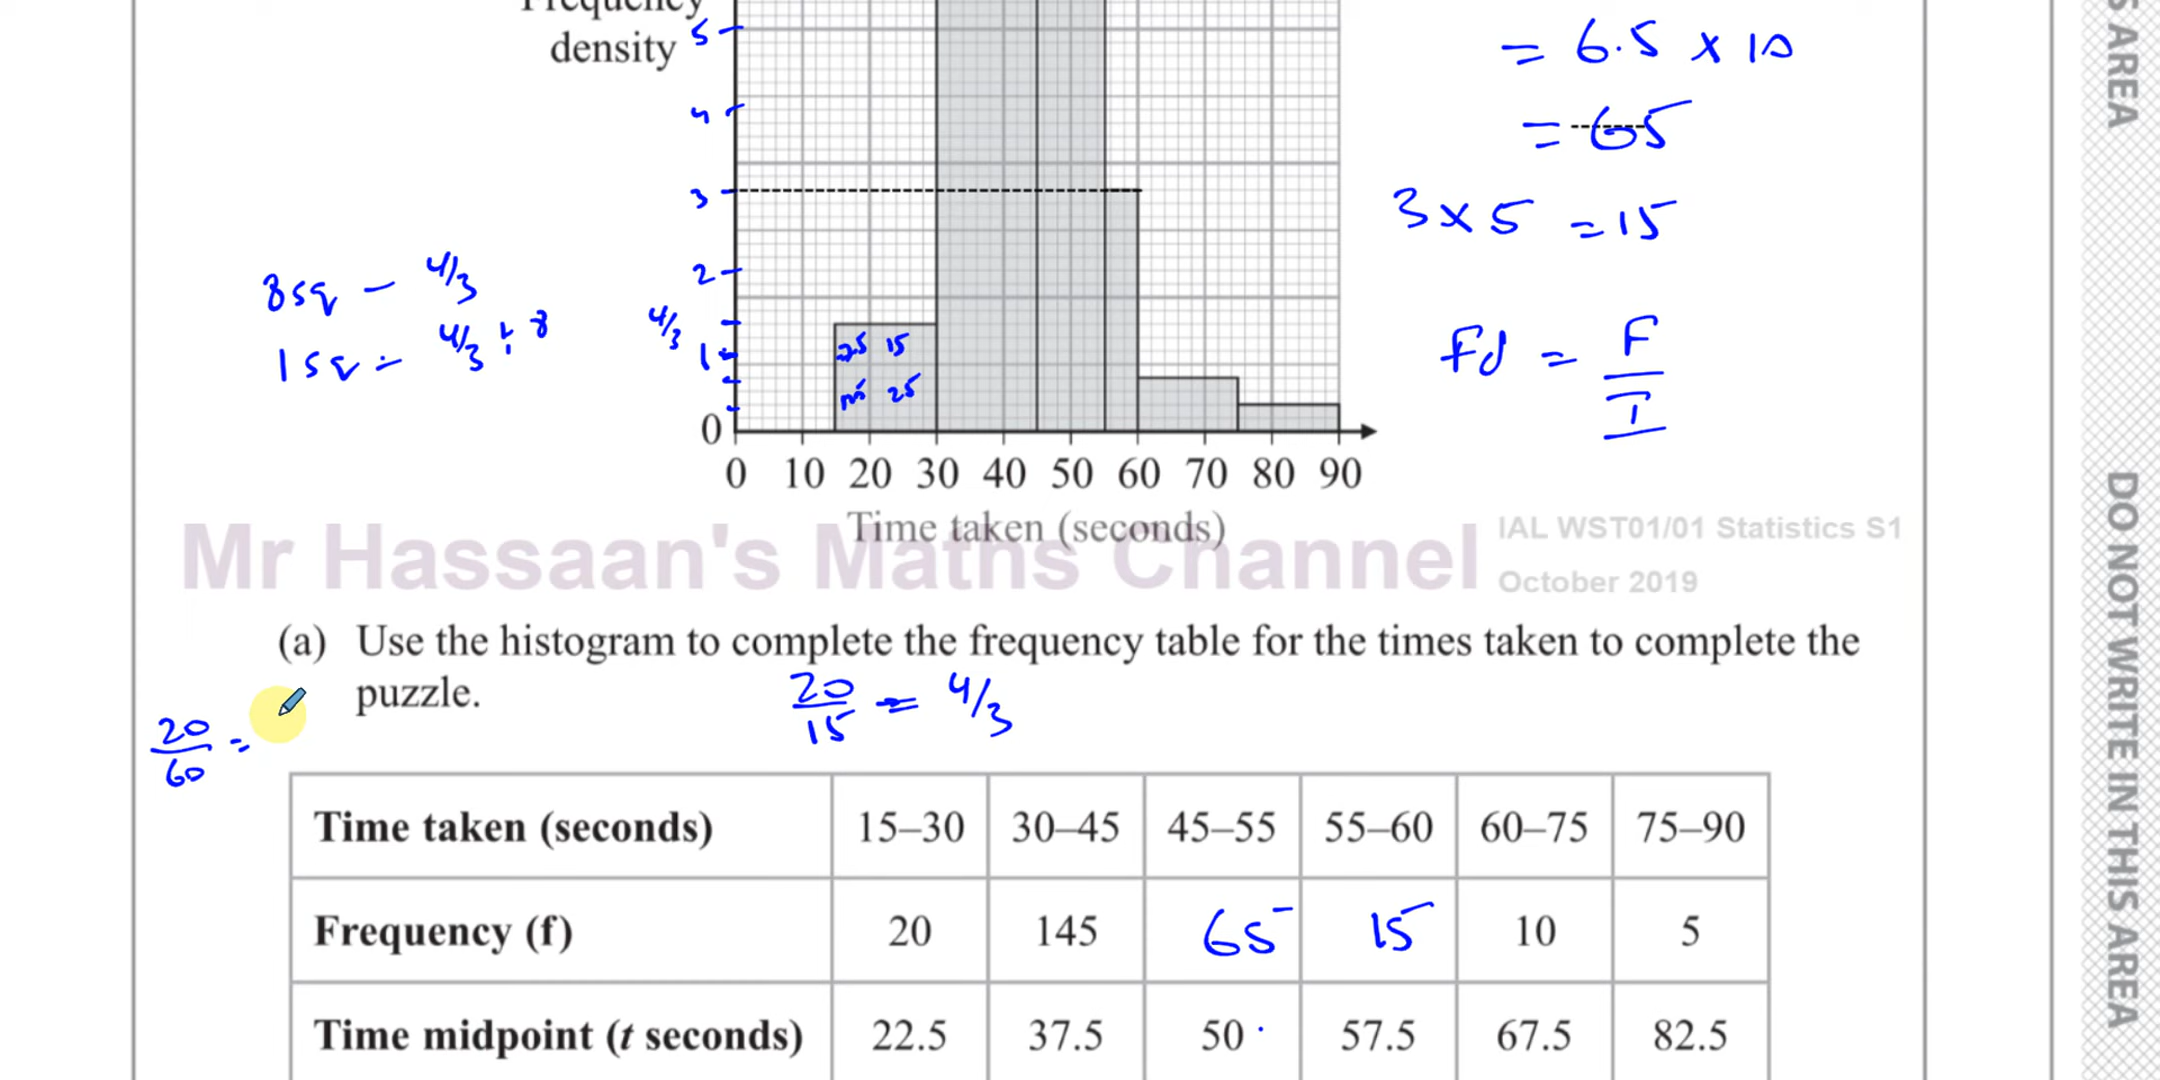 Frequency
density
5
4
3
2
4/3
1
0
0 10 20 30 40 50 60 70 80 90
Time taken (seconds)
= 6.5 x 10
= 65
3 x 5 = 15
Fd = F
I
8sq - 4/3
1sq = 4/3 ÷ 8
25 15
25
Mr Hassaan's Maths Channel
IAL WST01/01 Statistics S1
October 2019
(a) Use the histogram to complete the frequency table for the times taken to complete the
puzzle.
20
15 = 4/3
20
60 =
Time taken (seconds) 15–30 30–45 45–55 55–60 60–75 75–90
Frequency (f) 20 145 65 15 10 5
Time midpoint (t seconds) 22.5 37.5 50 57.5 67.5 82.5
S AREA
DO NOT WRITE IN THIS AREA